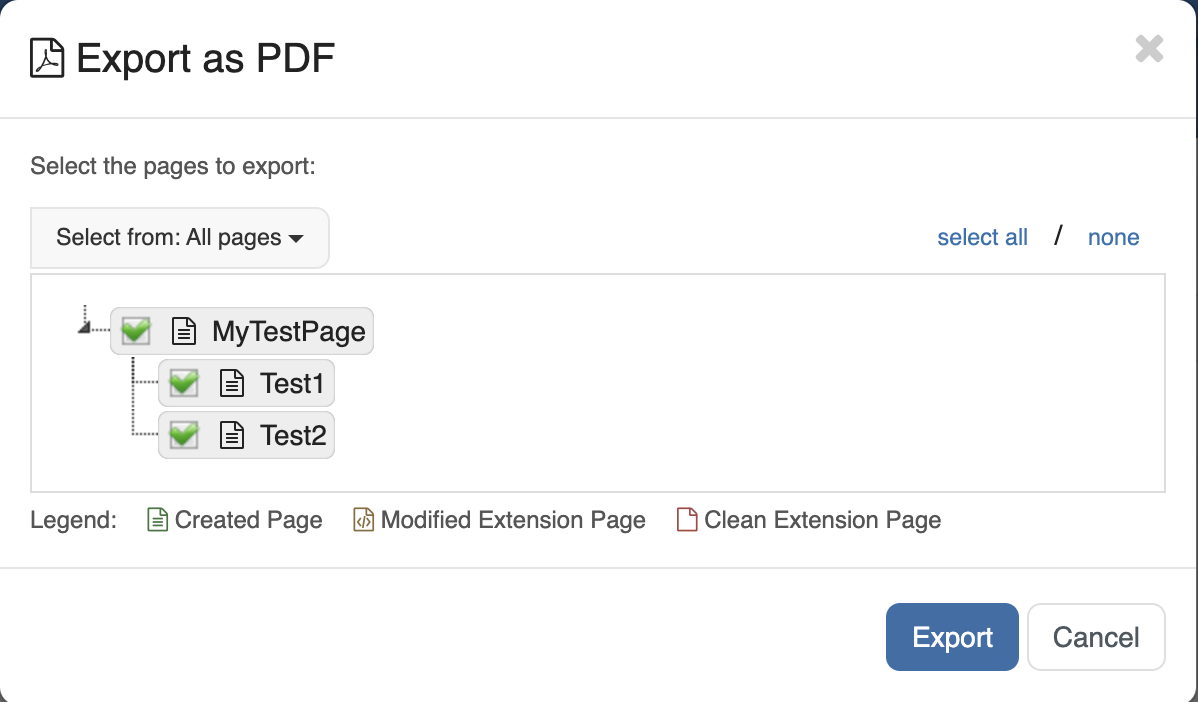 Export as PDF
Select the pages to export:
Select from: All pages
select all / none
MyTestPage
Test1
Test2
Legend: Created Page Modified Extension Page Clean Extension Page
Export Cancel